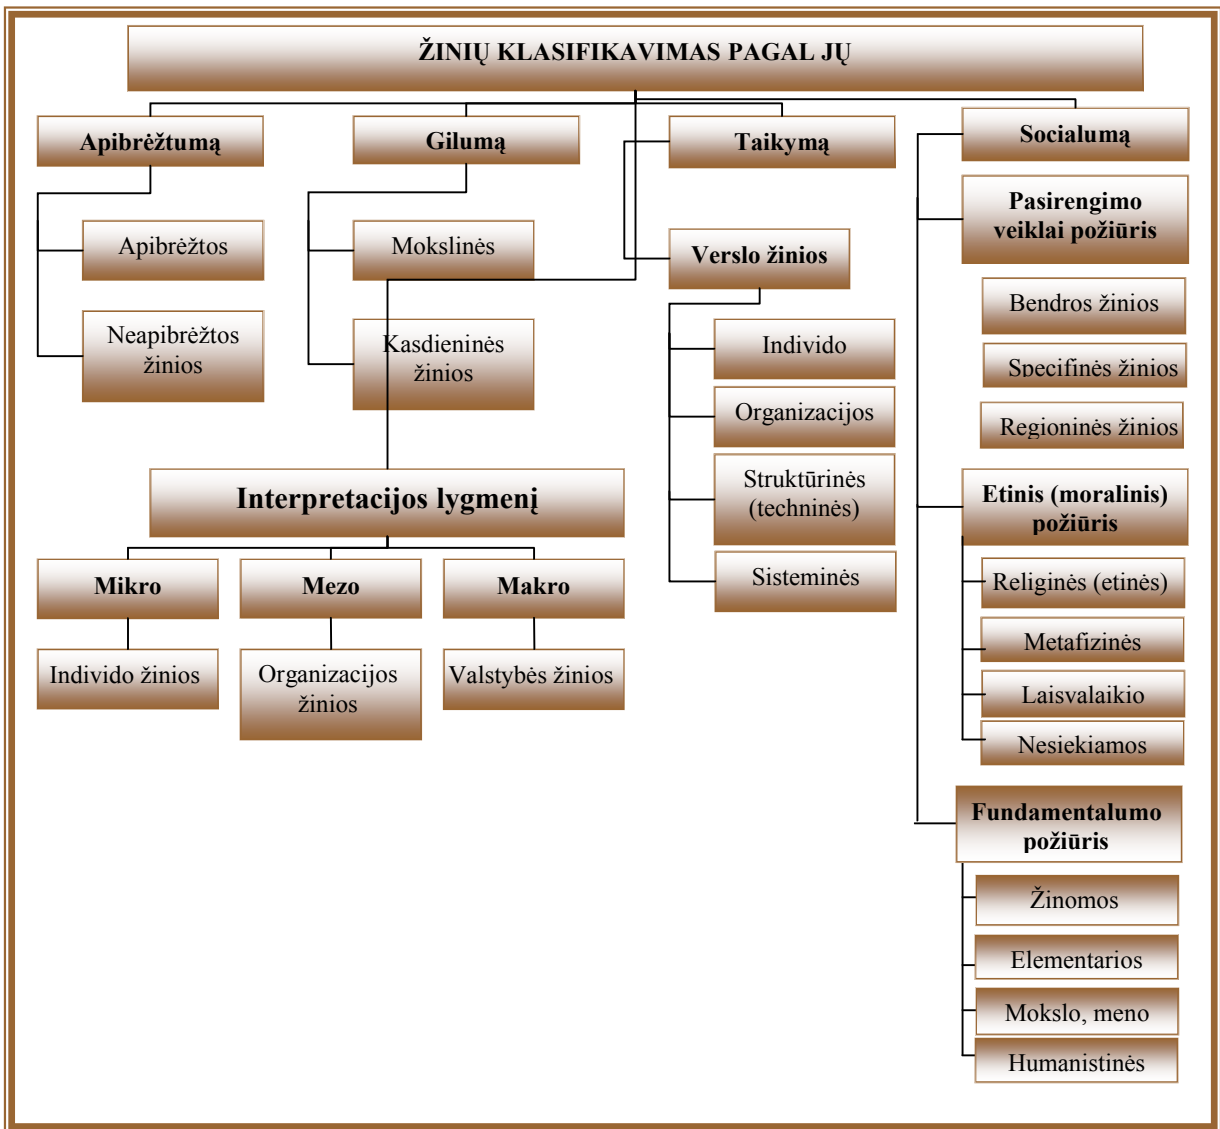 ŽINIŲ KLASIFIKAVIMAS PAGAL JŲ
Apibrėžtumą
Apibrėžtos
Neapibrėžtos
žinios
Gilumą
Mokslinės
Kasdieninės
žinios
Taikymą
Verslo žinios
Individo
Organizacijos
Struktūrinės
(techninės)
Sisteminės
Socialumą
Pasirengimo
veiklai požiūris
Bendros žinios
Specifinės žinios
Regioninės žinios
Etinis (moralinis)
požiūris
Religinės (etinės)
Metafizinės
Laisvalaikio
Nesiekiamos
Fundamentalumo
požiūris
Žinomos
Elementarios
Mokslo, meno
Humanistinės
Interpretacijos lygmenį
Mikro
Individo žinios
Mezo
Organizacijos
žinios
Makro
Valstybės žinios